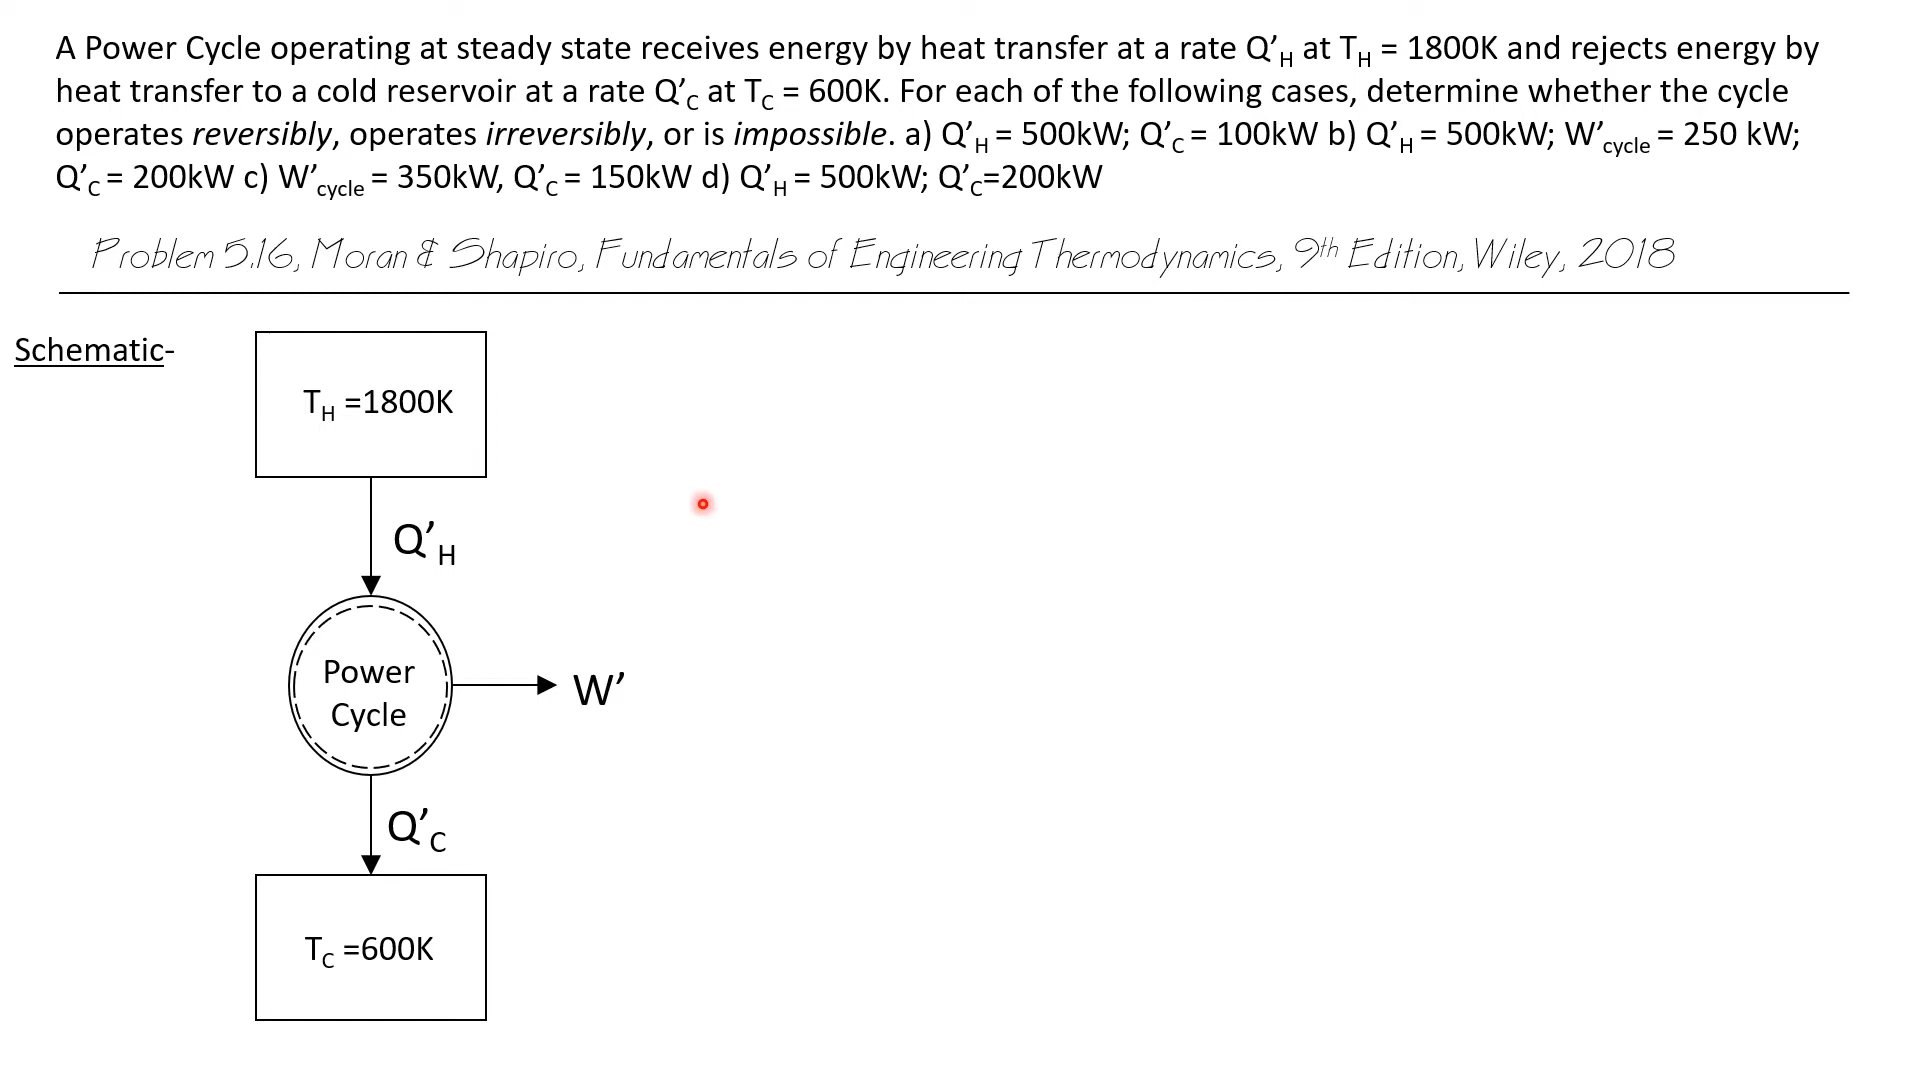 A Power Cycle operating at steady state receives energy by heat transfer at a rate Q’H at TH = 1800K and rejects energy by
heat transfer to a cold reservoir at a rate Q’C at TC = 600K. For each of the following cases, determine whether the cycle
operates reversibly, operates irreversibly, or is impossible. a) Q’H = 500kW; Q’C = 100kW b) Q’H = 500kW; W’cycle = 250 kW;
Q’C = 200kW c) W’cycle = 350kW, Q’C = 150kW d) Q’H = 500kW; Q’C=200kW
Problem 5.16, Moran & Shapiro, Fundamentals of Engineering Thermodynamics, 9th Edition, Wiley, 2018
Schematic-
TH =1800K
Q’H
Power
Cycle
W’
Q’C
TC =600K